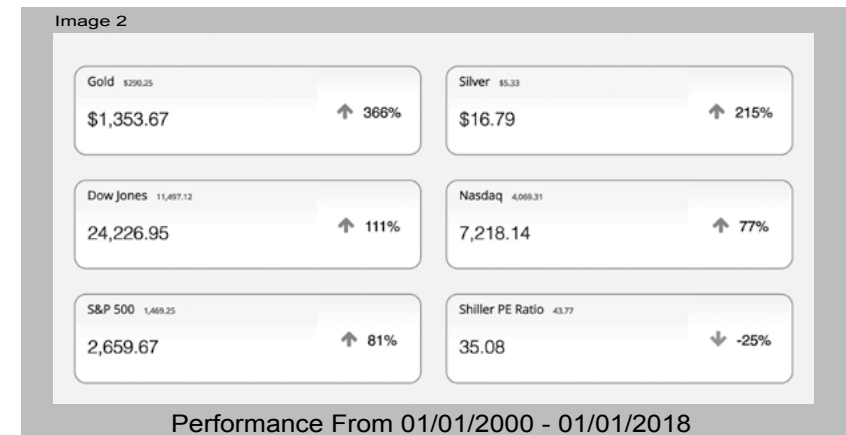 Image 2
Gold $290.25
$1,353.67
366%
Silver $5.33
$16.79
215%
Dow Jones 11,497.12
24,226.95
111%
Nasdaq 4,069.31
7,218.14
77%
S&P 500 1,469.25
2,659.67
81%
Shiller PE Ratio 43.77
35.08
-25%
Performance From 01/01/2000 - 01/01/2018